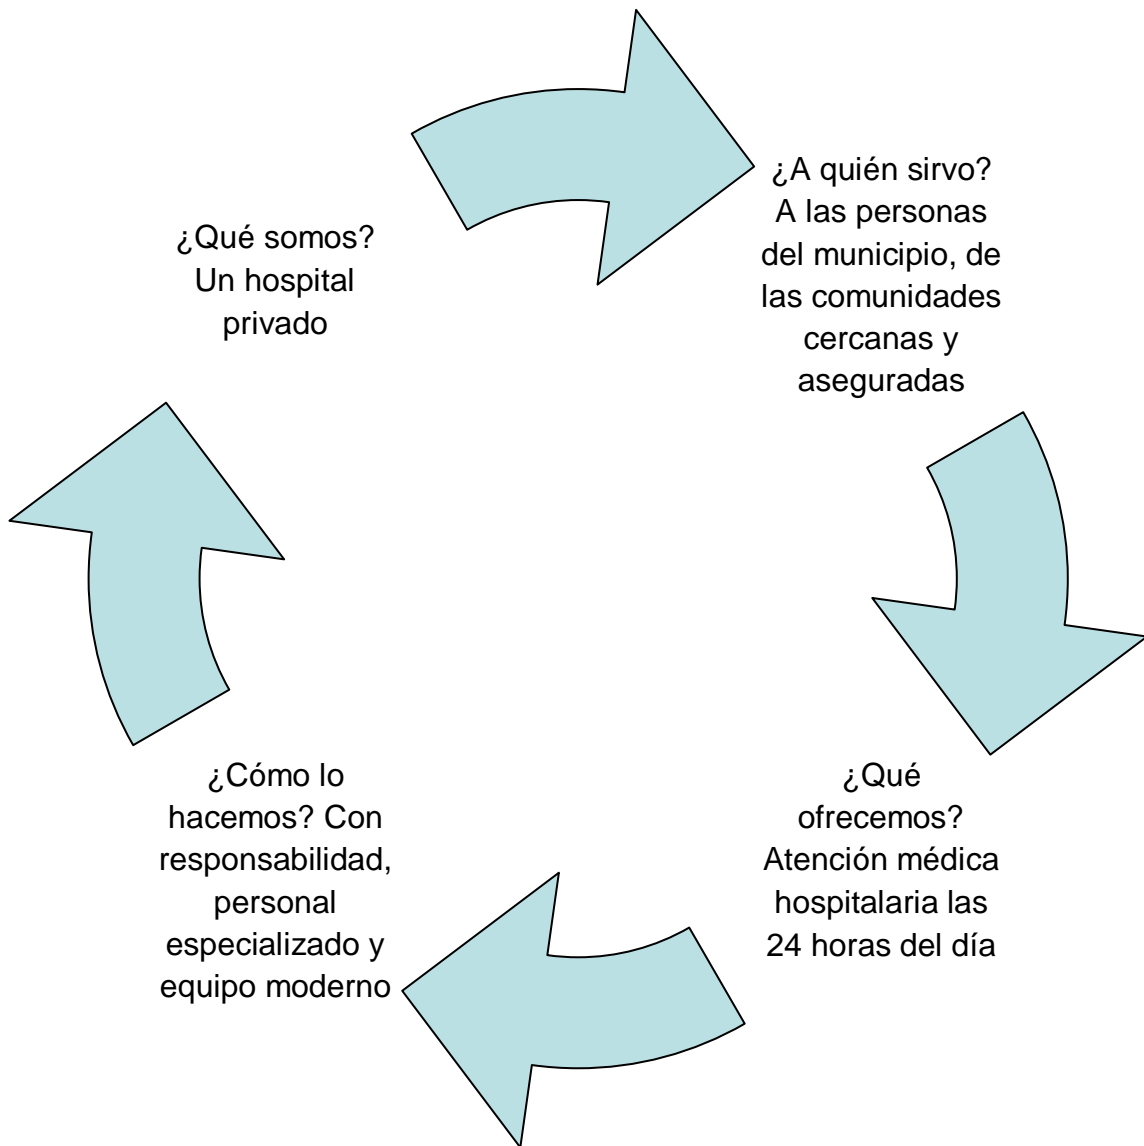 ¿Qué somos?
Un hospital
privado
¿A quién sirvo?
A las personas
del municipio, de
las comunidades
cercanas y
aseguradas
¿Qué
ofrecemos?
Atención médica
hospitalaria las
24 horas del día
¿Cómo lo
hacemos? Con
responsabilidad,
personal
especializado y
equipo moderno